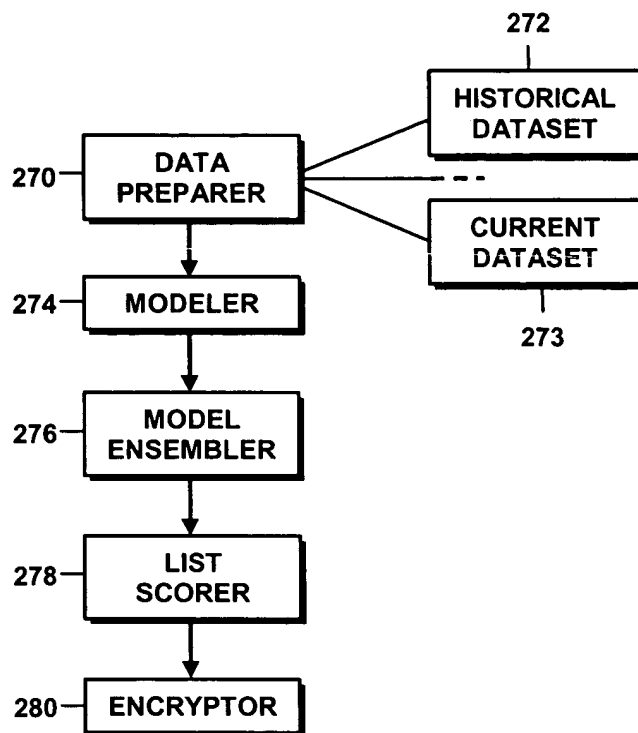 272
HISTORICAL
DATASET
270
DATA
PREPARER
CURRENT
DATASET
273
274
MODELER
276
MODEL
ENSEMBLER
278
LIST
SCORER
280
ENCRYPTOR